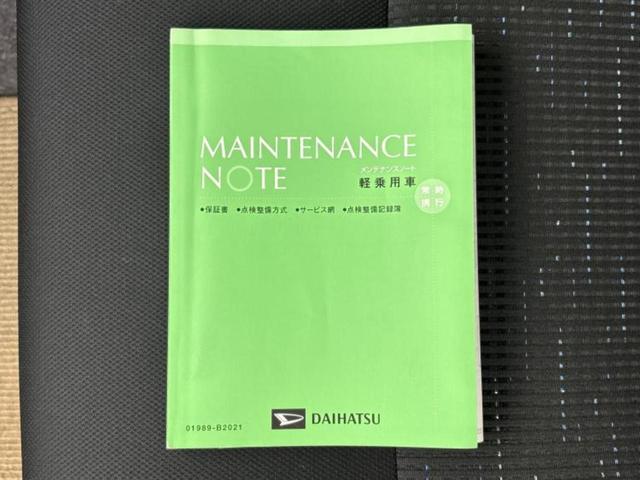 MAINTENANCE
NOTE
メンテナンスノート
軽乗用車
常時
携行
●保証書 ●点検整備方式 ●サービス網 ●点検整備記録簿
01989-B2021
DAIHATSU